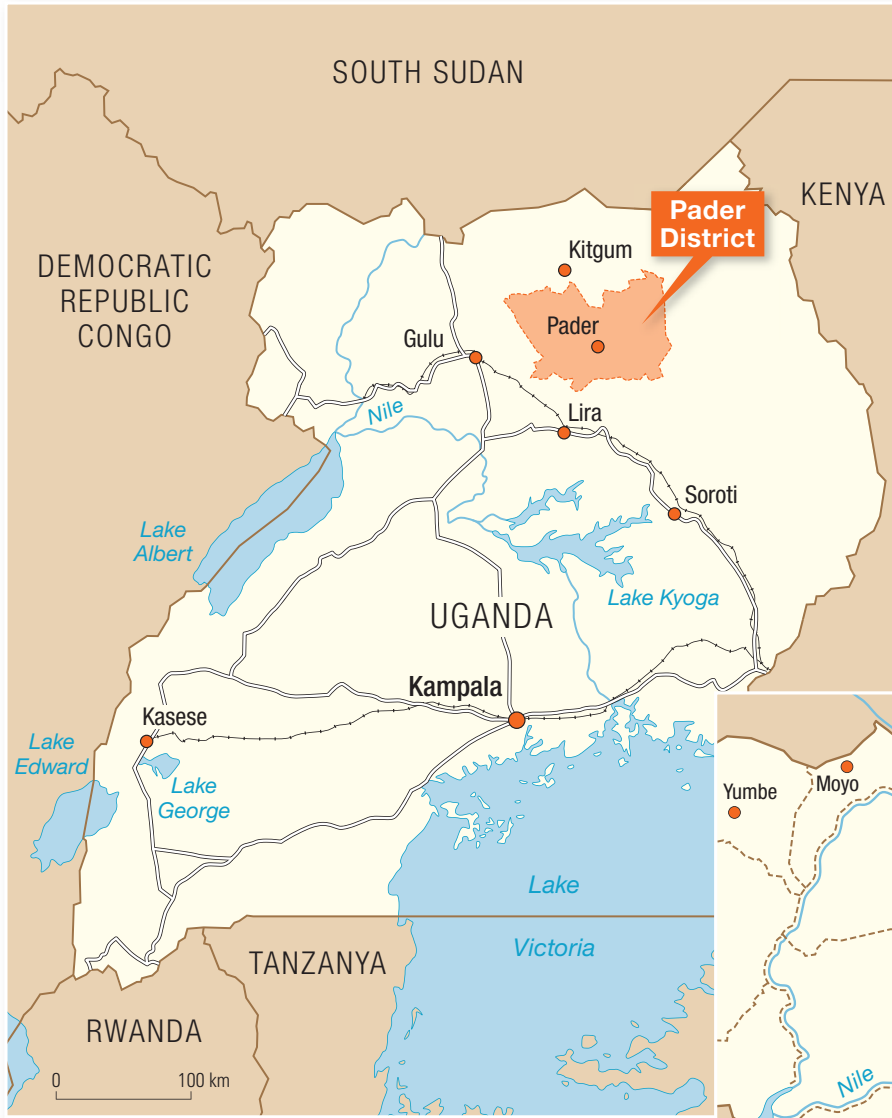 SOUTH SUDAN
KENYA
Pader
District
Kitgum
DEMOCRATIC
REPUBLIC
CONGO
Pader
Gulu
Nile
Lira
Soroti
Lake
Albert
Lake Kyoga
UGANDA
Kampala
Kasese
Lake
Edward
Lake
George
Yumbe
Moyo
Lake
Victoria
TANZANYA
RWANDA
0
100 km
Nile